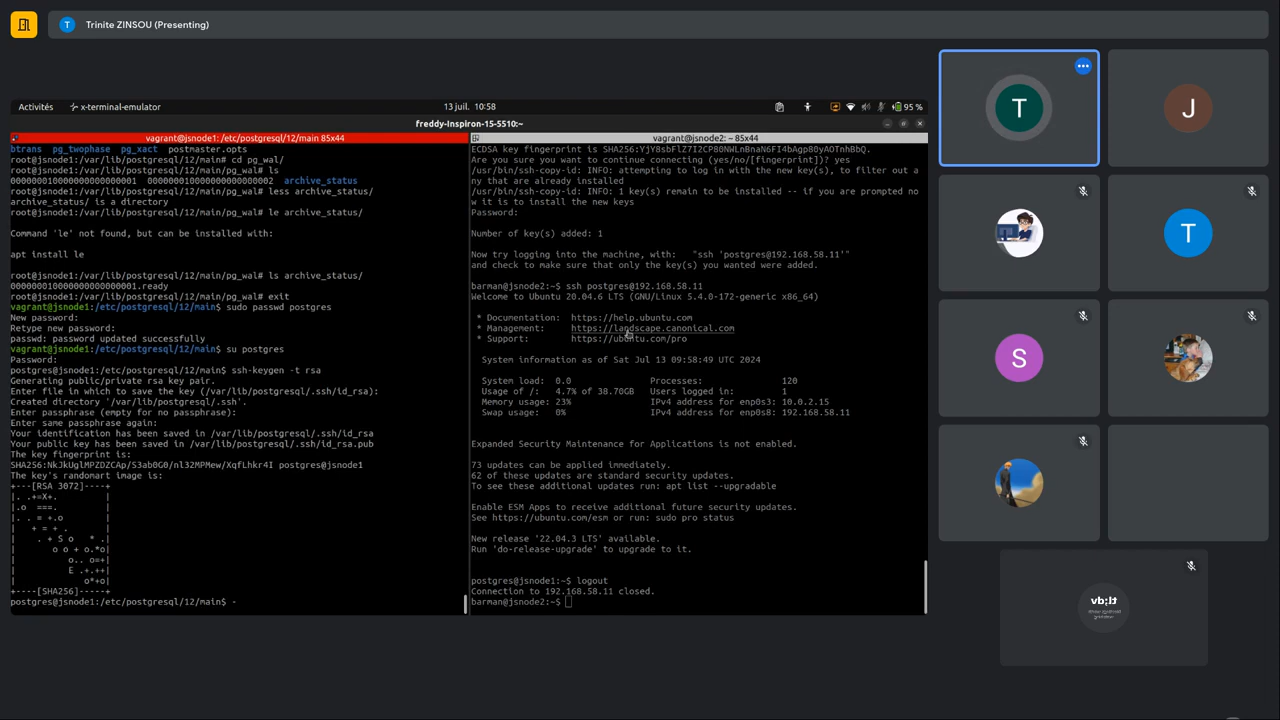 Trinite ZINSOU (Presenting)
T
Activités
x-terminal-emulator
13 juil. 10:58
95 %
freddy-Inspiron-15-5510:~
vagrant@jsnode1: /etc/postgresql/12/main 85x44
btrans pg_twophase pg_xact postmaster.opts
root@jsnode1:/var/lib/postgresql/12/main# cd pg_wal/
root@jsnode1:/var/lib/postgresql/12/main/pg_wal# ls
000000010000000000000001 000000010000000000000002 archive_status
root@jsnode1:/var/lib/postgresql/12/main/pg_wal# less archive_status/
archive_status/ is a directory
root@jsnode1:/var/lib/postgresql/12/main/pg_wal# le archive_status/
Command 'le' not found, but can be installed with:
apt install le
root@jsnode1:/var/lib/postgresql/12/main/pg_wal# ls archive_status/
000000010000000000000001.ready
root@jsnode1:/var/lib/postgresql/12/main/pg_wal# exit
vagrant@jsnode1:/etc/postgresql/12/main$ sudo passwd postgres
New password:
Retype new password:
passwd: password updated successfully
vagrant@jsnode1:/etc/postgresql/12/main$ su postgres
Password:
postgres@jsnode1:/etc/postgresql/12/main$ ssh-keygen -t rsa
Generating public/private rsa key pair.
Enter file in which to save the key (/var/lib/postgresql/.ssh/id_rsa):
Created directory '/var/lib/postgresql/.ssh'.
Enter passphrase (empty for no passphrase):
Enter same passphrase again:
Your identification has been saved in /var/lib/postgresql/.ssh/id_rsa
Your public key has been saved in /var/lib/postgresql/.ssh/id_rsa.pub
The key fingerprint is:
SHA256:NkJkUglMPZDZCAp/S3ab0G0/nl32MPMew/XqfLhkr4I postgres@jsnode1
The key's randomart image is:
+---[RSA 3072]----+
|. .+=X+. |
|.o ===. |
|. . = +.o |
| + = + . |
| . + S o * .|
| o o + o.*o|
| o.. o=+|
| E .+.++|
| o*+o|
+----[SHA256]-----+
postgres@jsnode1:/etc/postgresql/12/main$ -
vagrant@jsnode2: ~ 85x44
ECDSA key fingerprint is
Are you sure you want to continue connecting (yes/no/[fingerprint])? yes
/usr/bin/ssh-copy-id: INFO: attempting to log in with the new key(s), to filter out a
ny that are already installed
/usr/bin/ssh-copy-id: INFO: 1 key(s) remain to be installed -- if you are prompted no
w it is to install the new keys
Password:
Number of key(s) added: 1
Now try logging into the machine, with: "ssh 'postgres@192.168.58.11'"
and check to make sure that only the key(s) you wanted were added.
barman@jsnode2:~$ ssh postgres@192.168.58.11
Welcome to Ubuntu 20.04.6 LTS (GNU/Linux 5.4.0-172-generic x86_64)
* Documentation: https://help.ubuntu.com
* Management: https://landscape.canonical.com
* Support: https://ubuntu.com/pro
System information as of Sat Jul 13 09:58:49 UTC 2024
System load: 0.0 Processes: 120
Usage of /: 4.7% of 38.70GB Users logged in: 1
Memory usage: 23% IPv4 address for enp0s3: 10.0.2.15
Swap usage: 0% IPv4 address for enp0s8: 192.168.58.11
Expanded Security Maintenance for Applications is not enabled.
73 updates can be applied immediately.
62 of these updates are standard security updates.
To see these additional updates run: apt list --upgradable
Enable ESM Apps to receive additional future security updates.
See https://ubuntu.com/esm or run: sudo pro status
New release '22.04.3 LTS' available.
Run 'do-release-upgrade' to upgrade to it.
postgres@jsnode1:~$ logout
Connection to 192.168.58.11 closed.
barman@jsnode2:~$
T
J
T
S